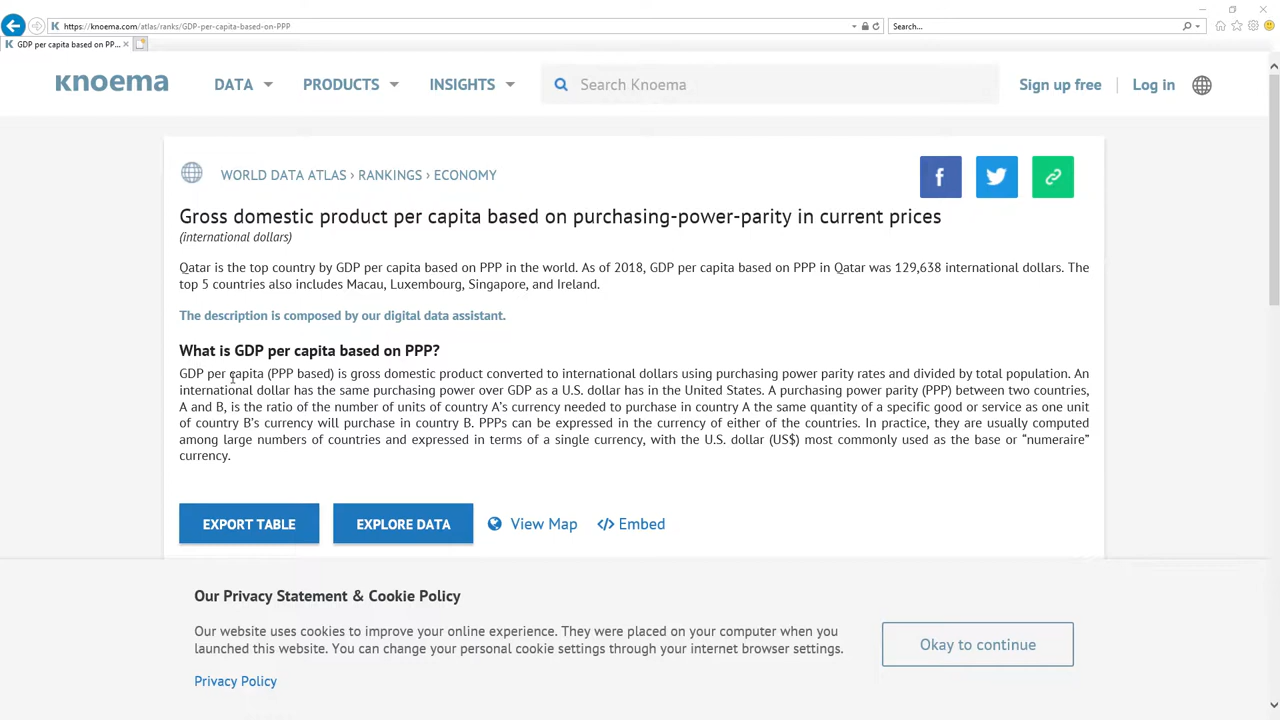 https://knoema.com/atlas/ranks/GDP-per-capita-based-on-PPP
Search...
GDP per capita based on PP...
knoema
DATA
PRODUCTS
INSIGHTS
Search Knoema
Sign up free
Log in
WORLD DATA ATLAS › RANKINGS › ECONOMY
Gross domestic product per capita based on purchasing-power-parity in current prices
(international dollars)
Qatar is the top country by GDP per capita based on PPP in the world. As of 2018, GDP per capita based on PPP in Qatar was 129,638 international dollars. The
top 5 countries also includes Macau, Luxembourg, Singapore, and Ireland.
The description is composed by our digital data assistant.
What is GDP per capita based on PPP?
GDP per capita (PPP based) is gross domestic product converted to international dollars using purchasing power parity rates and divided by total population. An
international dollar has the same purchasing power over GDP as a U.S. dollar has in the United States. A purchasing power parity (PPP) between two countries,
A and B, is the ratio of the number of units of country A’s currency needed to purchase in country A the same quantity of a specific good or service as one unit
of country B’s currency will purchase in country B. PPPs can be expressed in the currency of either of the countries. In practice, they are usually computed
among large numbers of countries and expressed in terms of a single currency, with the U.S. dollar (US$) most commonly used as the base or “numeraire”
currency.
EXPORT TABLE
EXPLORE DATA
View Map
</> Embed
Our Privacy Statement & Cookie Policy
Our website uses cookies to improve your online experience. They were placed on your computer when you
launched this website. You can change your personal cookie settings through your internet browser settings.
Okay to continue
Privacy Policy